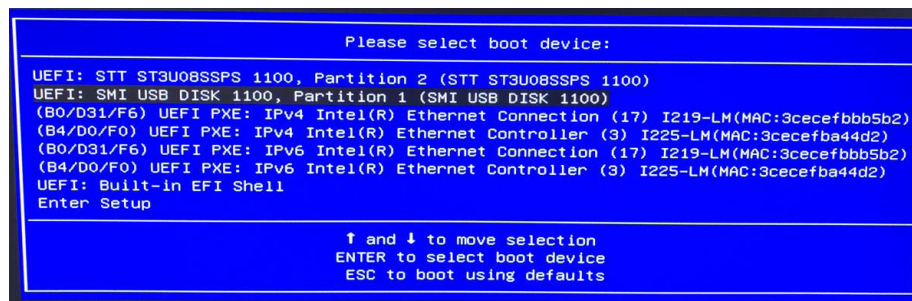 Please select boot device:
UEFI: STT ST3U08SSPS 1100, Partition 2 (STT ST3U08SSPS 1100)
UEFI: SMI USB DISK 1100, Partition 1 (SMI USB DISK 1100)
(B0/D31/F6) UEFI PXE: IPv4 Intel(R) Ethernet Connection (17) I219-LM(MAC:3cecefbbb5b2)
(B4/D0/F0) UEFI PXE: IPv4 Intel(R) Ethernet Controller (3) I225-LM(MAC:3cecefba44d2)
(B0/D31/F6) UEFI PXE: IPv6 Intel(R) Ethernet Connection (17) I219-LM(MAC:3cecefbbb5b2)
(B4/D0/F0) UEFI PXE: IPv6 Intel(R) Ethernet Controller (3) I225-LM(MAC:3cecefba44d2)
UEFI: Built-in EFI Shell
Enter Setup
↑ and ↓ to move selection
ENTER to select boot device
ESC to boot using defaults